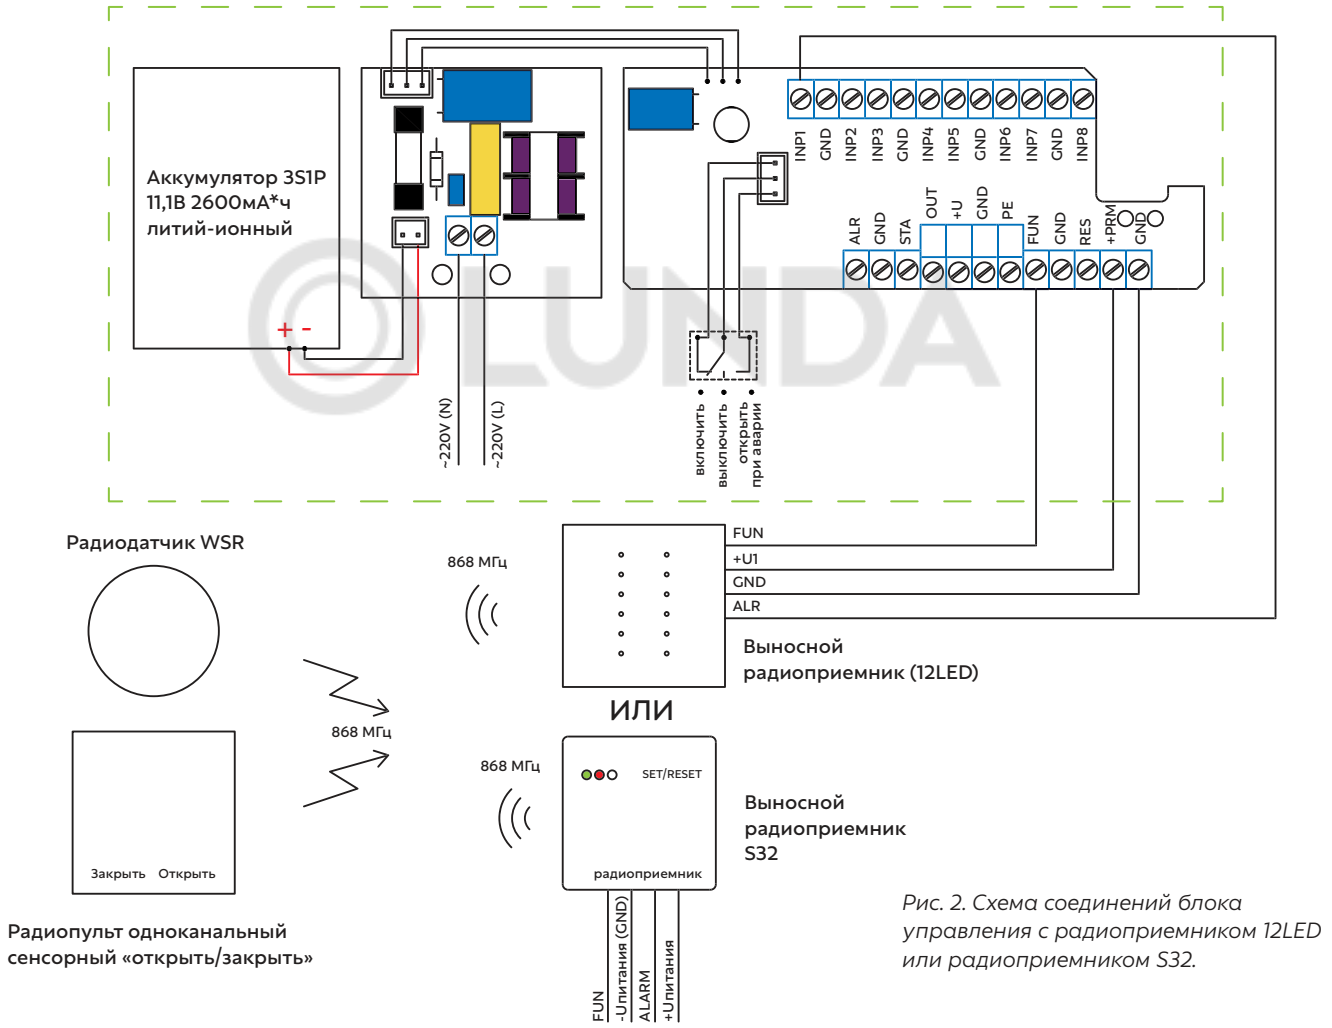 Аккумулятор 3S1P
11,1В 2600мА*ч
литий-ионный
+ -
~220V (N)
~220V (L)
INP1
GND
INP2
INP3
GND
INP4
INP5
GND
INP6
INP7
GND
INP8
ALR
GND
STA
OUT
+U
GND
PE
FUN
GND
RES
+PRM
GND
LUNDA
включить
выключить
открыть
при аварии
Радиодатчик WSR
868 МГц
FUN
+U1
GND
ALR
Выносной
радиоприемник (12LED)
ИЛИ
868 МГц
868 МГц
SET/RESET
радиоприемник
Выносной
радиоприемник
S32
Закрыть Открыть
Радиопульт одноканальный
сенсорный «открыть/закрыть»
FUN
-Uпитания (GND)
ALARM
+Uпитания
Рис. 2. Схема соединений блока
управления с радиоприемником 12LED
или радиоприемником S32.